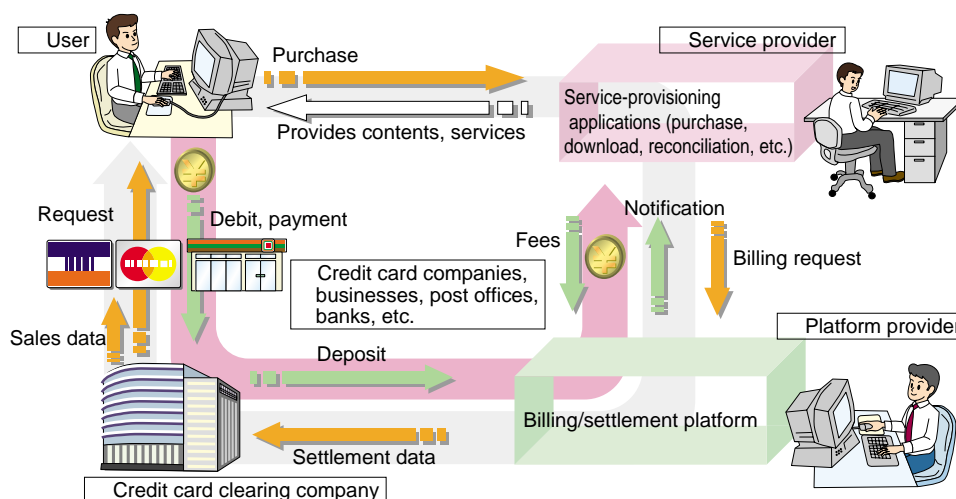 User
Service provider
Purchase
Provides contents, services
Service-provisioning
applications (purchase,
download, reconciliation, etc.)
Request
Debit, payment
Fees
Notification
Billing request
Credit card companies,
businesses, post offices,
banks, etc.
Sales data
Platform provider
Deposit
Billing/settlement platform
Settlement data
Credit card clearing company